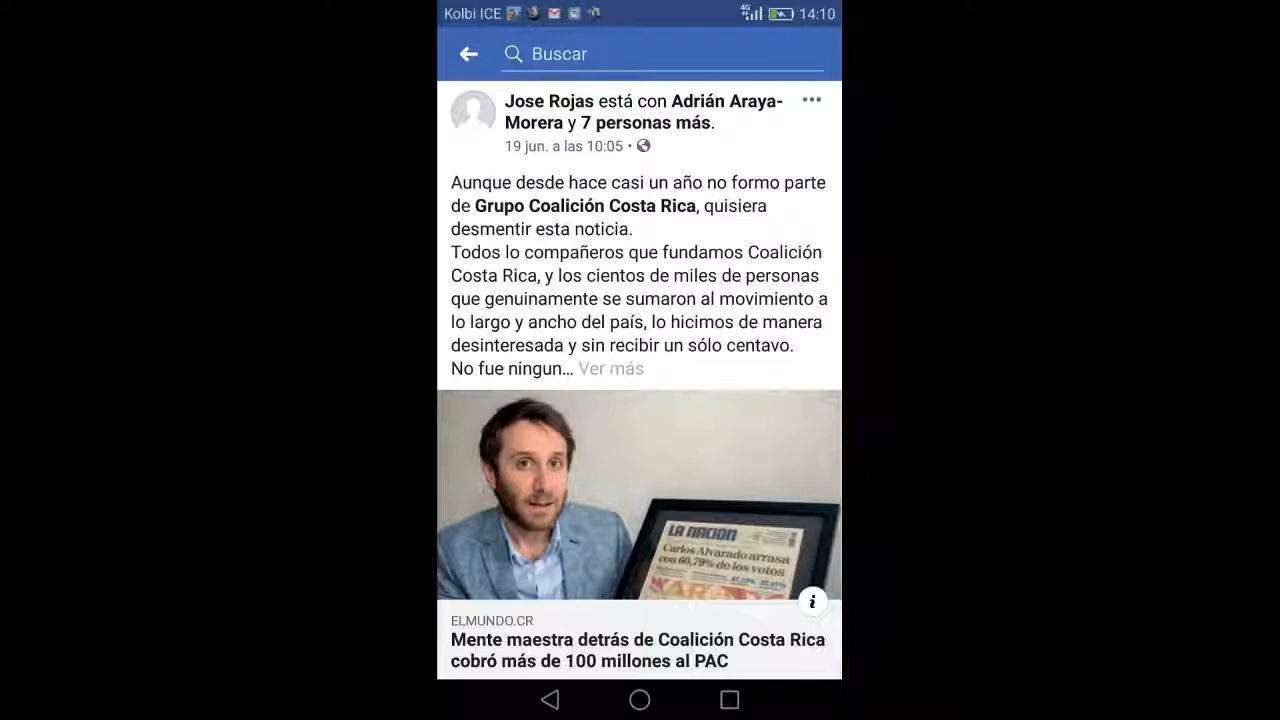 Kolbi ICE 4G 14:10
Buscar
Jose Rojas está con Adrián Araya-
Morera y 7 personas más.
19 jun. a las 10:05 •
Aunque desde hace casi un año no formo parte
de Grupo Coalición Costa Rica, quisiera
desmentir esta noticia.
Todos lo compañeros que fundamos Coalición
Costa Rica, y los cientos de miles de personas
que genuinamente se sumaron al movimiento a
lo largo y ancho del país, lo hicimos de manera
desinteresada y sin recibir un sólo centavo.
No fue ningun... Ver más
LA NACION
Carlos Alvarado arrasa
con 60,79% de los votos
i
ELMUNDO.CR
Mente maestra detrás de Coalición Costa Rica
cobró más de 100 millones al PAC